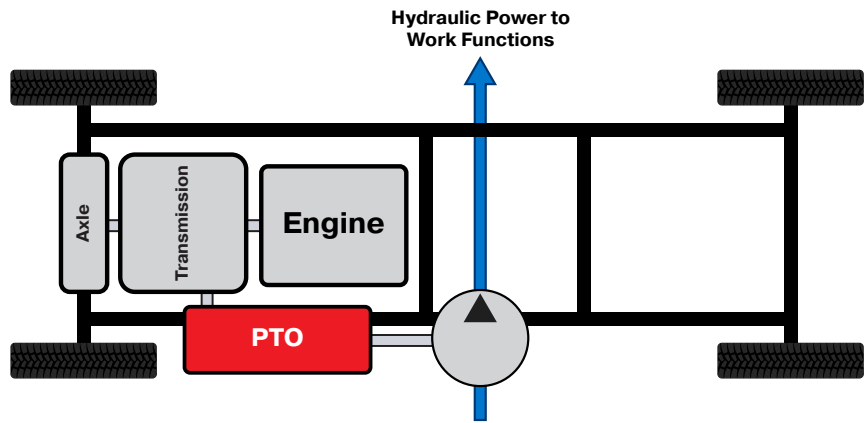 Hydraulic Power to
Work Functions
Axle
Transmission
Engine
PTO